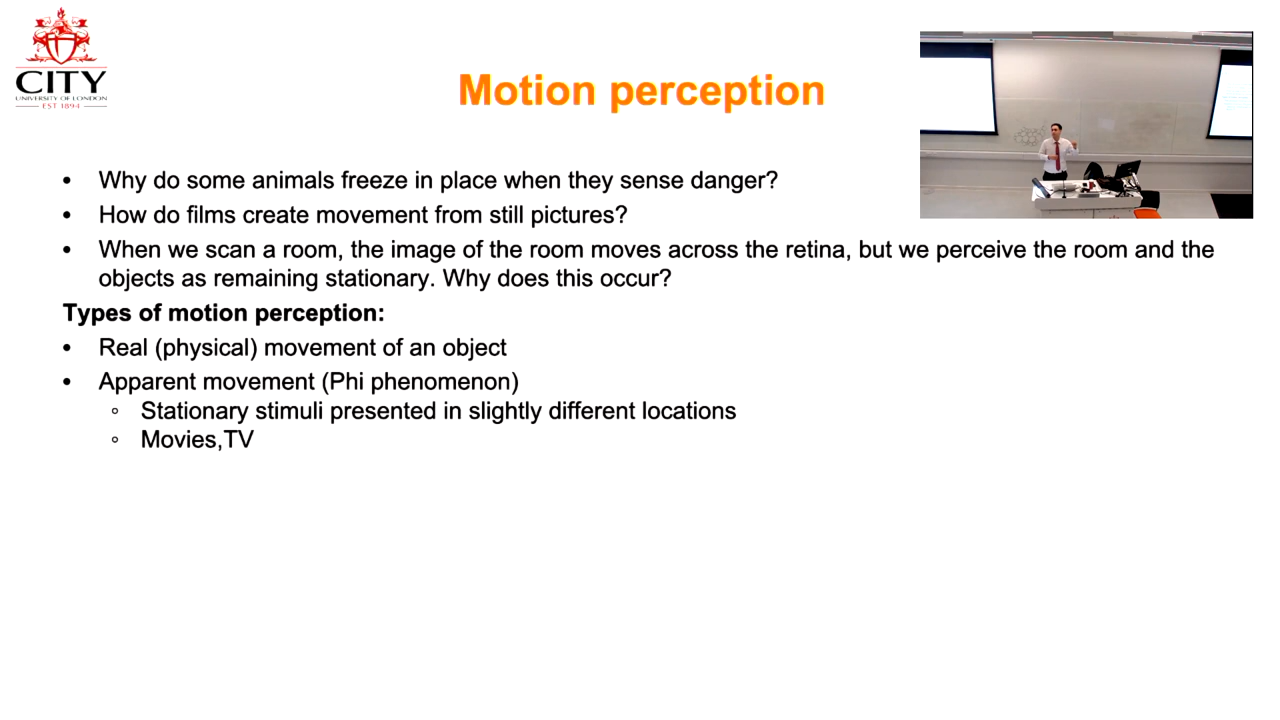 CITY
UNIVERSITY OF LONDON
EST 1894
Motion perception
• Why do some animals freeze in place when they sense danger?
• How do films create movement from still pictures?
• When we scan a room, the image of the room moves across the retina, but we perceive the room and the
objects as remaining stationary. Why does this occur?
Types of motion perception:
• Real (physical) movement of an object
• Apparent movement (Phi phenomenon)
◦ Stationary stimuli presented in slightly different locations
◦ Movies,TV